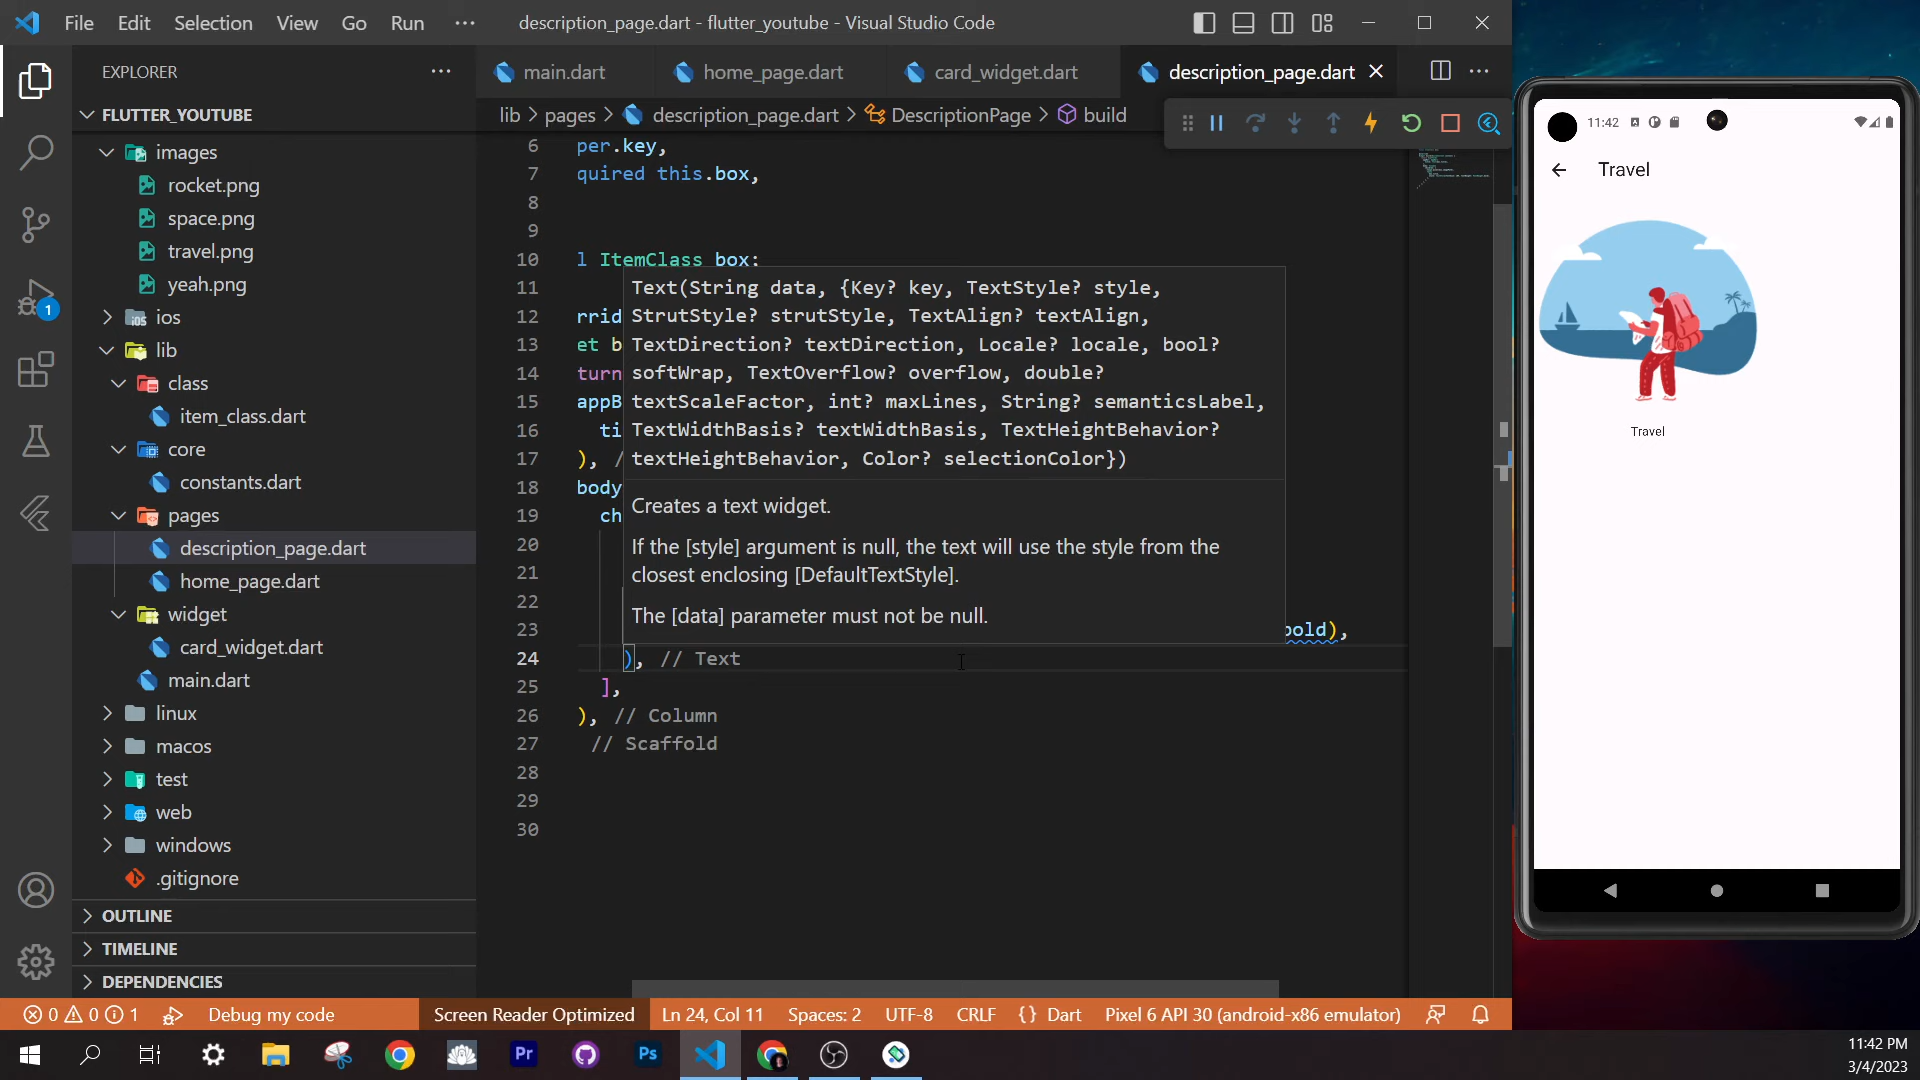 File Edit Selection View Go Run ··· description_page.dart - flutter_youtube - Visual Studio Code
EXPLORER
FLUTTER_YOUTUBE
images
rocket.png
space.png
travel.png
yeah.png
ios
lib
class
item_class.dart
core
constants.dart
pages
description_page.dart
home_page.dart
widget
card_widget.dart
main.dart
linux
macos
test
web
windows
.gitignore
OUTLINE
TIMELINE
DEPENDENCIES
1
main.dart home_page.dart card_widget.dart description_page.dart
lib > pages > description_page.dart > DescriptionPage > build
6 per.key,
7 quired this.box,
8
9
10 l ItemClass box;
11
12 rrid
13 et b
14 turn
15 appB
16 ti
17 ), /
18 body
19 ch
20
21
22
23 bold),
24 ), // Text
25 ],
26 ), // Column
27 // Scaffold
28
29
30
Text(String data, {Key? key, TextStyle? style,
StrutStyle? strutStyle, TextAlign? textAlign,
TextDirection? textDirection, Locale? locale, bool?
softWrap, TextOverflow? overflow, double?
textScaleFactor, int? maxLines, String? semanticsLabel,
TextWidthBasis? textWidthBasis, TextHeightBehavior?
textHeightBehavior, Color? selectionColor})
Creates a text widget.
If the [style] argument is null, the text will use the style from the
closest enclosing [DefaultTextStyle].
The [data] parameter must not be null.
0 0 1 Debug my code Screen Reader Optimized Ln 24, Col 11 Spaces: 2 UTF-8 CRLF {} Dart Pixel 6 API 30 (android-x86 emulator)
Pr Ps
11:42 PM
3/4/2023
11:42
Travel
Travel